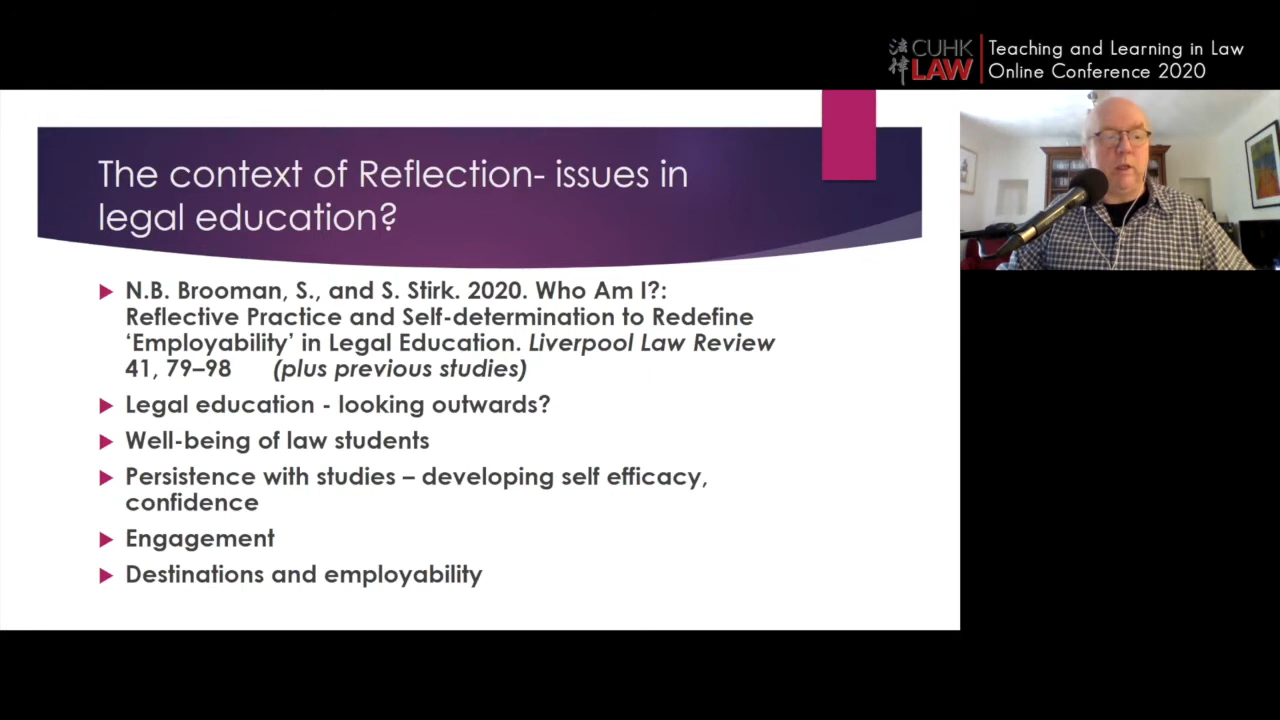 法律 CUHK LAW
Teaching and Learning in Law
Online Conference 2020
The context of Reflection- issues in
legal education?
N.B. Brooman, S., and S. Stirk. 2020. Who Am I?:
Reflective Practice and Self-determination to Redefine
‘Employability’ in Legal Education. Liverpool Law Review
41, 79–98 (plus previous studies)
Legal education - looking outwards?
Well-being of law students
Persistence with studies – developing self efficacy,
confidence
Engagement
Destinations and employability